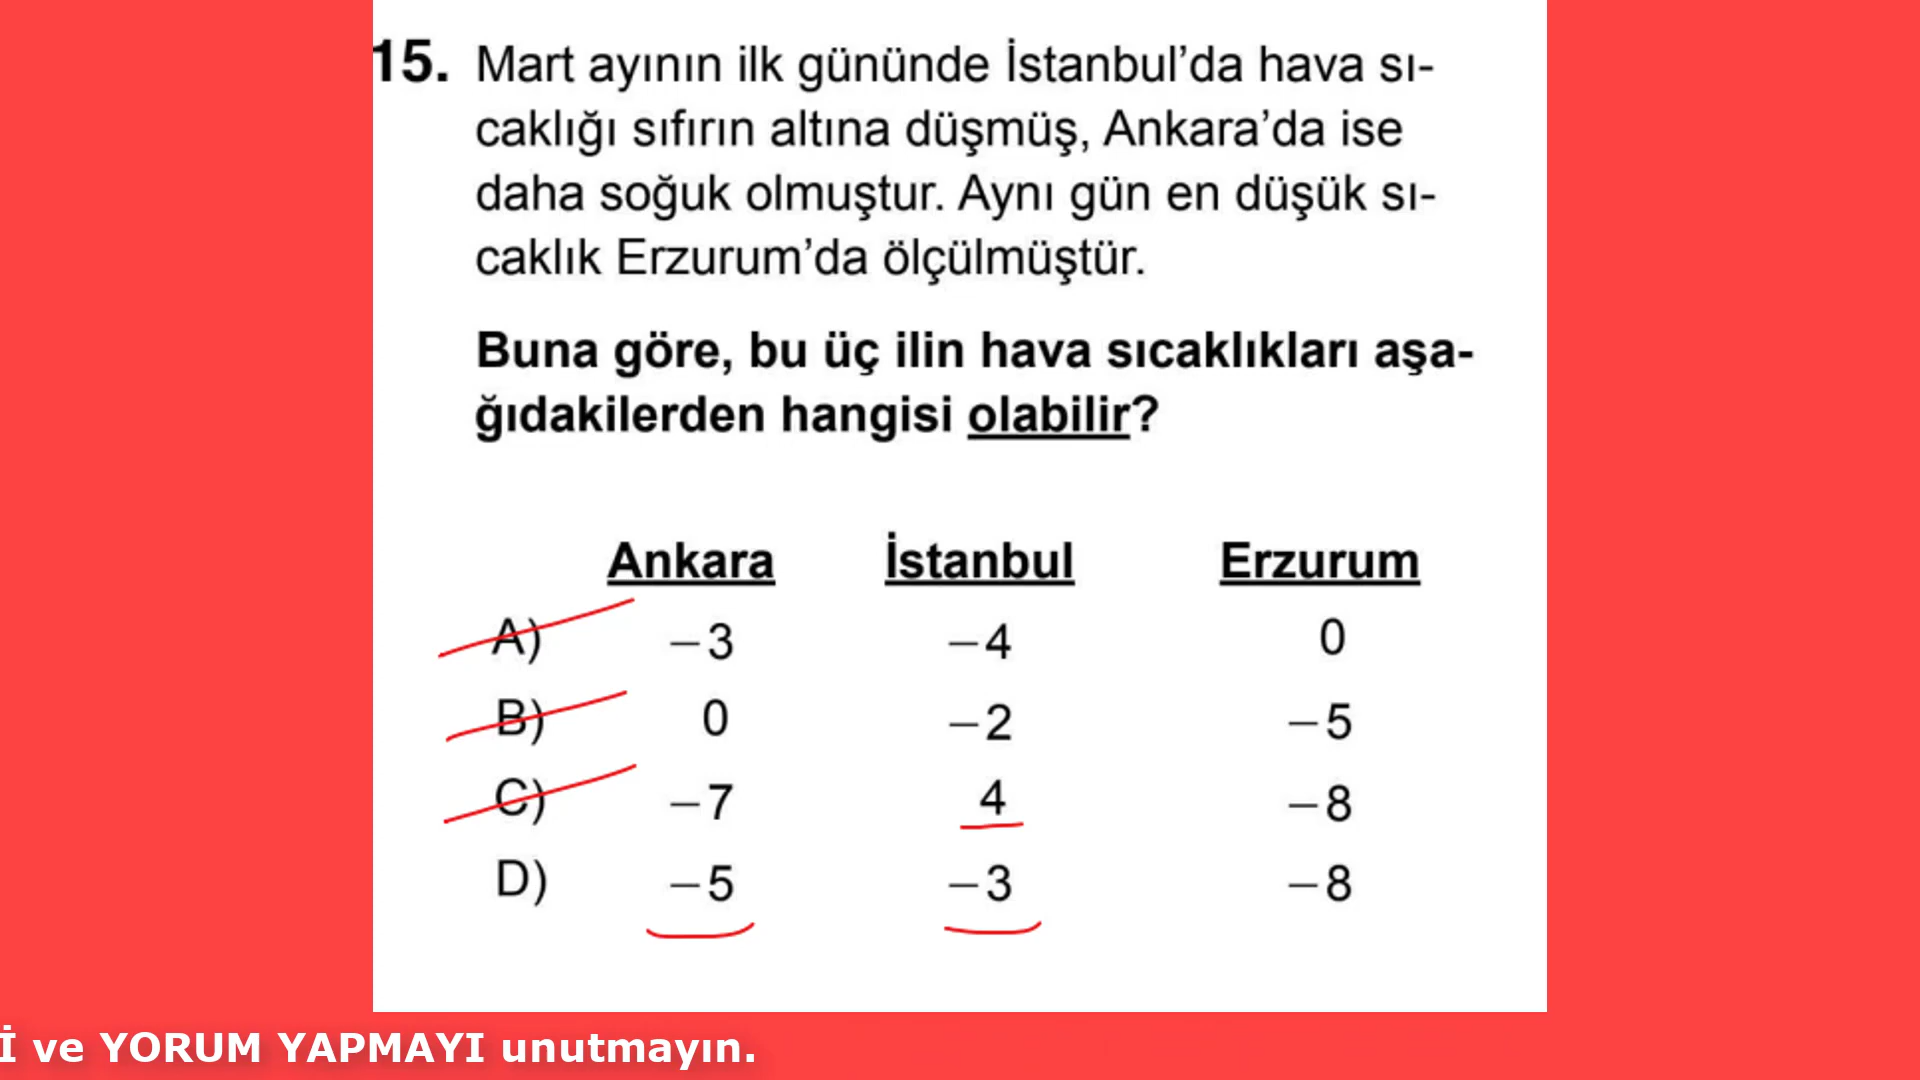 15. Mart ayının ilk gününde İstanbul’da hava sı-
caklığı sıfırın altına düşmüş, Ankara’da ise
daha soğuk olmuştur. Aynı gün en düşük sı-
caklık Erzurum’da ölçülmüştür.
Buna göre, bu üç ilin hava sıcaklıkları aşa-
ğıdakilerden hangisi olabilir?
Ankara İstanbul Erzurum
A) −3 −4 0
B) 0 −2 −5
C) −7 4 −8
D) −5 −3 −8
İ ve YORUM YAPMAYI unutmayın.